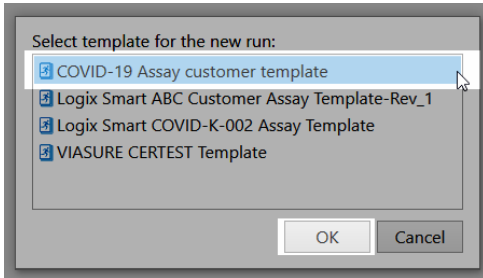 Select template for the new run:
COVID-19 Assay customer template
Logix Smart ABC Customer Assay Template-Rev_1
Logix Smart COVID-K-002 Assay Template
VIASURE CERTEST Template
OK Cancel